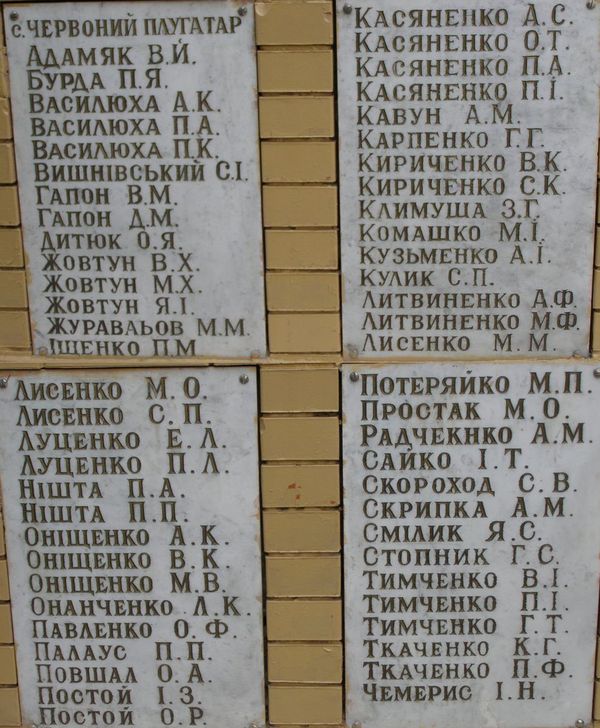 с. ЧЕРВОНИЙ ПЛУГАТАР
АДАМЯК В.Й.
БУРДА П.Я.
ВАСИЛЮХА А.К.
ВАСИЛЮХА П.А.
ВАСИЛЮХА П.К.
ВИШНІВСЬКИЙ С.І.
ГАПОН В.М.
ГАПОН Д.М.
ДИТЮК О.Я.
ЖОВТУН В.Х.
ЖОВТУН М.Х.
ЖОВТУН Я.І.
ЖУРАВАЛЬОВ М.М.
ІЩЕНКО П.М
КАСЯНЕНКО А.С.
КАСЯНЕНКО О.Т.
КАСЯНЕНКО П.А.
КАСЯНЕНКО П.І.
КАВУН А.М.
КАРПЕНКО Г.Г.
КИРИЧЕНКО В.К.
КИРИЧЕНКО С.К.
КЛИМУША З.Г.
КОМАШКО М.І.
КУЗЬМЕНКО А.І.
КУЛИК С.П.
ЛИТВИНЕНКО А.Ф.
ЛИТВИНЕНКО М.Ф.
ЛИСЕНКО М.М.
ЛИСЕНКО М.О.
ЛИСЕНКО С.П.
ЛУЦЕНКО Е.Л.
ЛУЦЕНКО П.Л.
НІШТА П.А.
НІШТА П.П.
ОНІЩЕНКО А.К.
ОНІЩЕНКО В.К.
ОНІЩЕНКО М.В.
ОНАНЧЕНКО Л.К.
ПАВЛЕНКО О.Ф.
ПАЛАУС П.П.
ПОВШАЛ О.А.
ПОСТОЙ І.З.
ПОСТОЙ О.Р.
ПОТЕРЯЙКО М.П.
ПРОСТАК М.О.
РАДЧЕКНКО А.М.
САЙКО І.Т.
СКОРОХОД С.В.
СКРИПКА А.М.
СМІЛИК Я.С.
СТОПНИК Г.С.
ТИМЧЕНКО В.І.
ТИМЧЕНКО П.І.
ТИМЧЕНКО Г.Т.
ТКАЧЕНКО К.Г.
ТКАЧЕНКО П.Ф.
ЧЕМЕРИС І.Н.